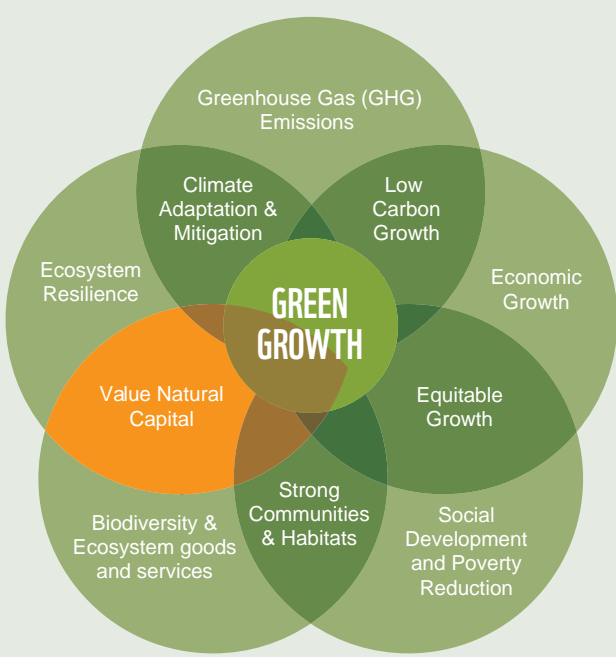 Greenhouse Gas (GHG)
Emissions
Climate
Adaptation &
Mitigation
Low
Carbon
Growth
Ecosystem
Resilience
Economic
Growth
GREEN
GROWTH
Value Natural
Capital
Equitable
Growth
Strong
Communities
& Habitats
Biodiversity &
Ecosystem goods
and services
Social
Development
and Poverty
Reduction